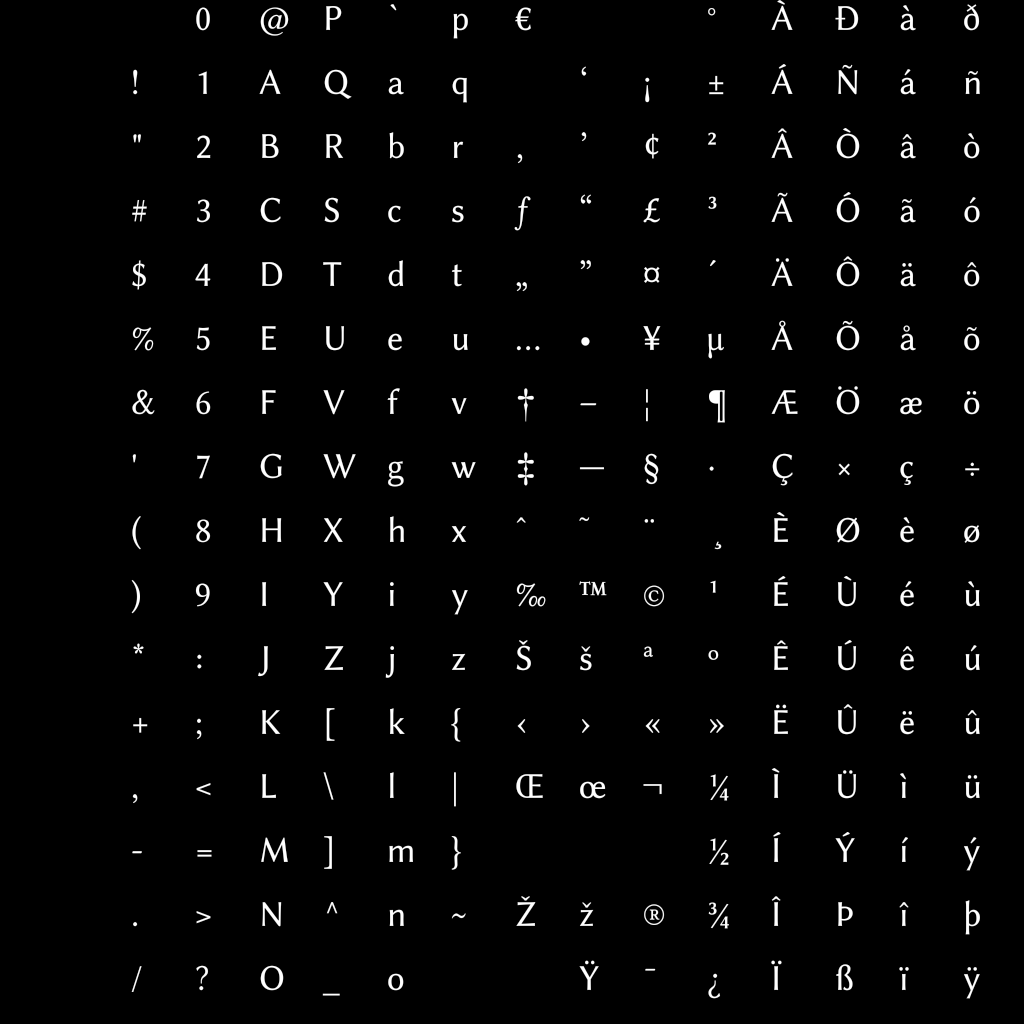 0 @ P ` p € ° À Ð à ð
! 1 A Q a q ‘ ¡ ± Á Ñ á ñ
" 2 B R b r ‚ ’ ¢ ² Â Ò â ò
# 3 C S c s ƒ “ £ ³ Ã Ó ã ó
$ 4 D T d t „ ” ¤ ´ Ä Ô ä ô
% 5 E U e u … • ¥ µ Å Õ å õ
& 6 F V f v † – ¦ ¶ Æ Ö æ ö
' 7 G W g w ‡ — § · Ç × ç ÷
( 8 H X h x ˆ ˜ ¨ ¸ È Ø è ø
) 9 I Y i y ‰ ™ © ¹ É Ù é ù
* : J Z j z Š š ª º Ê Ú ê ú
+ ; K [ k { ‹ › « » Ë Û ë û
, < L \ l | Œ œ ¬ ¼ Ì Ü ì ü
- = M ] m } ½ Í Ý í ý
. > N ^ n ~ Ž ž ® ¾ Î Þ î þ
/ ? O _ o Ÿ ¯ ¿ Ï ß ï ÿ